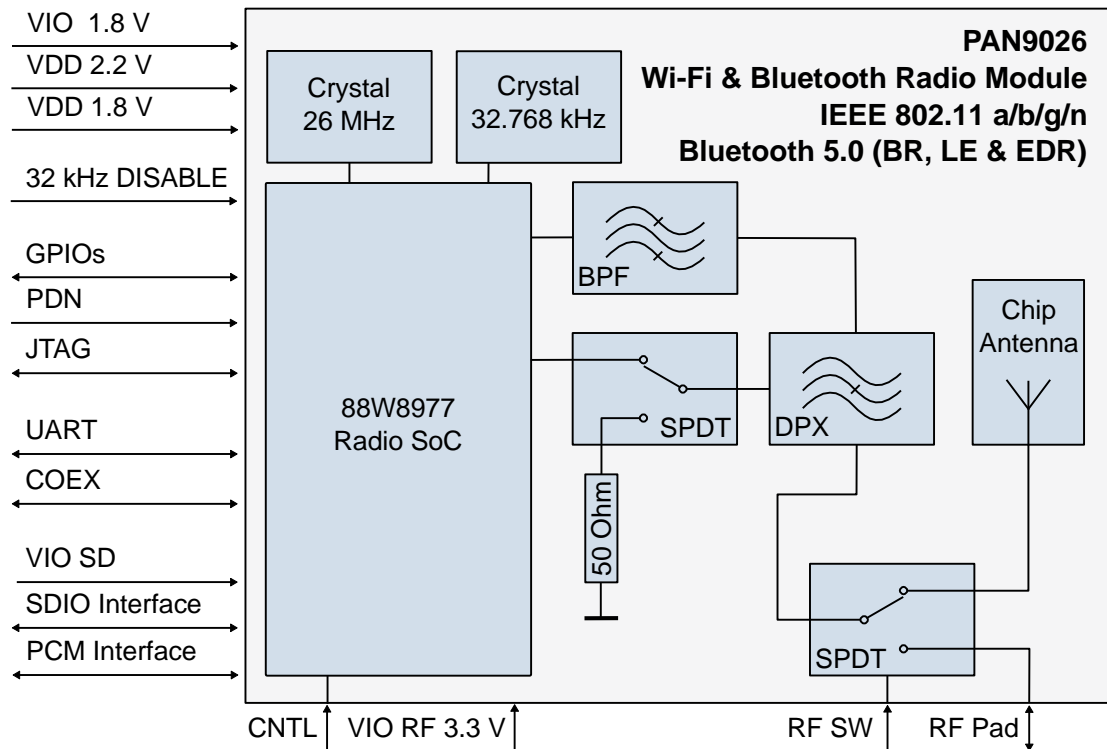 VIO 1.8 V
VDD 2.2 V
VDD 1.8 V
32 kHz DISABLE
GPIOs
PDN
JTAG
UART
COEX
VIO SD
SDIO Interface
PCM Interface
PAN9026
Wi-Fi & Bluetooth Radio Module
IEEE 802.11 a/b/g/n
Bluetooth 5.0 (BR, LE & EDR)
Crystal
26 MHz
Crystal
32.768 kHz
BPF
Chip
Antenna
88W8977
Radio SoC
SPDT
DPX
50 Ohm
SPDT
CNTL
VIO RF 3.3 V
RF SW
RF Pad